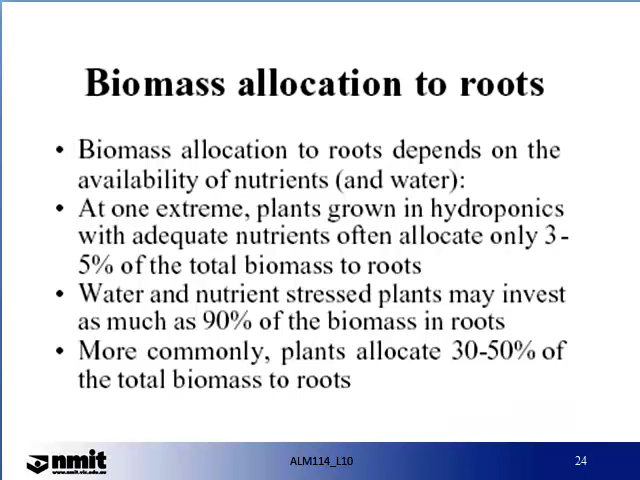 Biomass allocation to roots
• Biomass allocation to roots depends on the
availability of nutrients (and water):
• At one extreme, plants grown in hydroponics
with adequate nutrients often allocate only 3-
5% of the total biomass to roots
• Water and nutrient stressed plants may invest
as much as 90% of the biomass in roots
• More commonly, plants allocate 30-50% of
the total biomass to roots
nmit
www.nmit.vic.edu.au
ALM114_L10
24